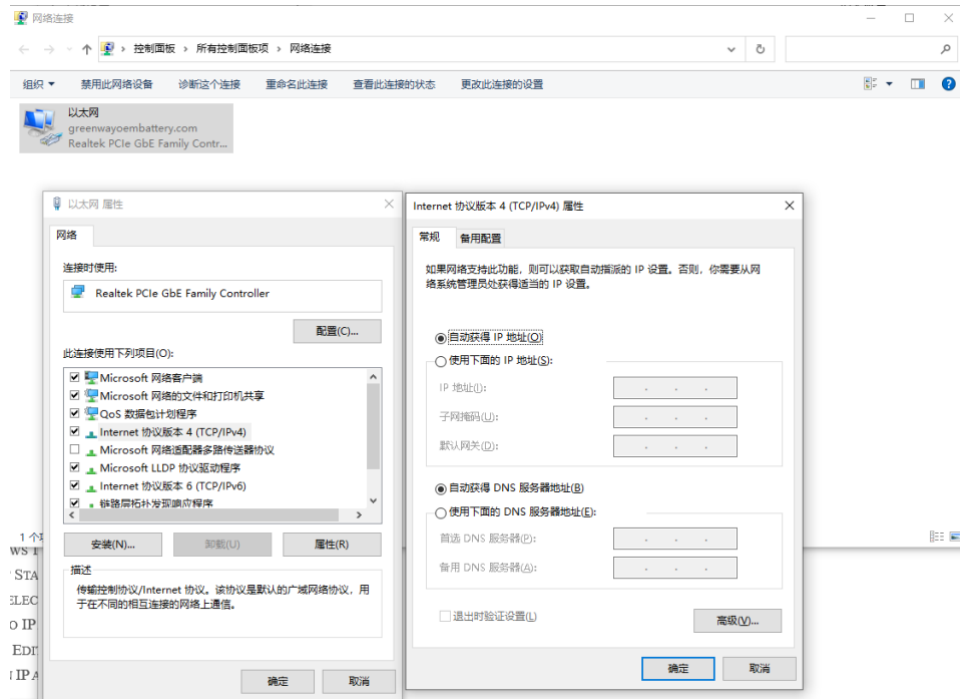 网络连接
控制面板 › 所有控制面板项 › 网络连接
组织 禁用此网络设备 诊断这个连接 重命名此连接 查看此连接的状态 更改此连接的设置
以太网
greenwayoembattery.com
Realtek PCIe GbE Family Contr...
以太网 属性
网络
连接时使用:
Realtek PCIe GbE Family Controller
配置(C)...
此连接使用下列项目(O):
Microsoft 网络客户端
Microsoft 网络的文件和打印机共享
QoS 数据包计划程序
Internet 协议版本 4 (TCP/IPv4)
Microsoft 网络适配器多路传送器协议
Microsoft LLDP 协议驱动程序
Internet 协议版本 6 (TCP/IPv6)
链路层拓扑发现响应程序
安装(N)... 卸载(U) 属性(R)
描述
传输控制协议/Internet 协议。该协议是默认的广域网络协议，用
于在不同的相互连接的网络上通信。
确定 取消
Internet 协议版本 4 (TCP/IPv4) 属性
常规 备用配置
如果网络支持此功能，则可以获取自动指派的 IP 设置。否则，你需要从网
络系统管理员处获得适当的 IP 设置。
自动获得 IP 地址(O)
使用下面的 IP 地址(S):
IP 地址(I):
子网掩码(U):
默认网关(D):
自动获得 DNS 服务器地址(B)
使用下面的 DNS 服务器地址(E):
首选 DNS 服务器(P):
备用 DNS 服务器(A):
退出时验证设置(L)
高级(V)...
确定 取消
1 个
STA
IP
EDI
IP A